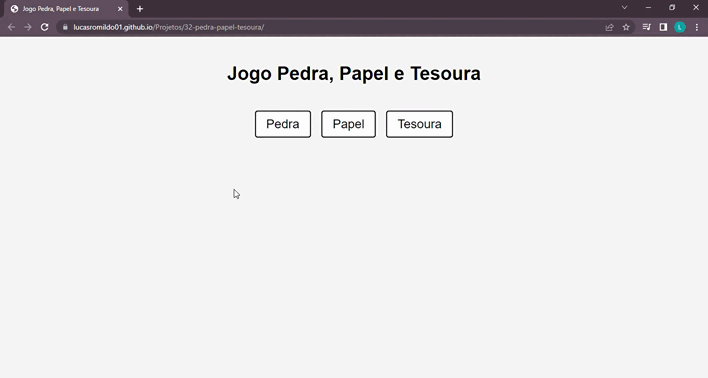 Jogo Pedra, Papel e Tesoura
lucasromildo01.github.io/Projetos/32-pedra-papel-tesoura/
L
Jogo Pedra, Papel e Tesoura
Pedra
Papel
Tesoura